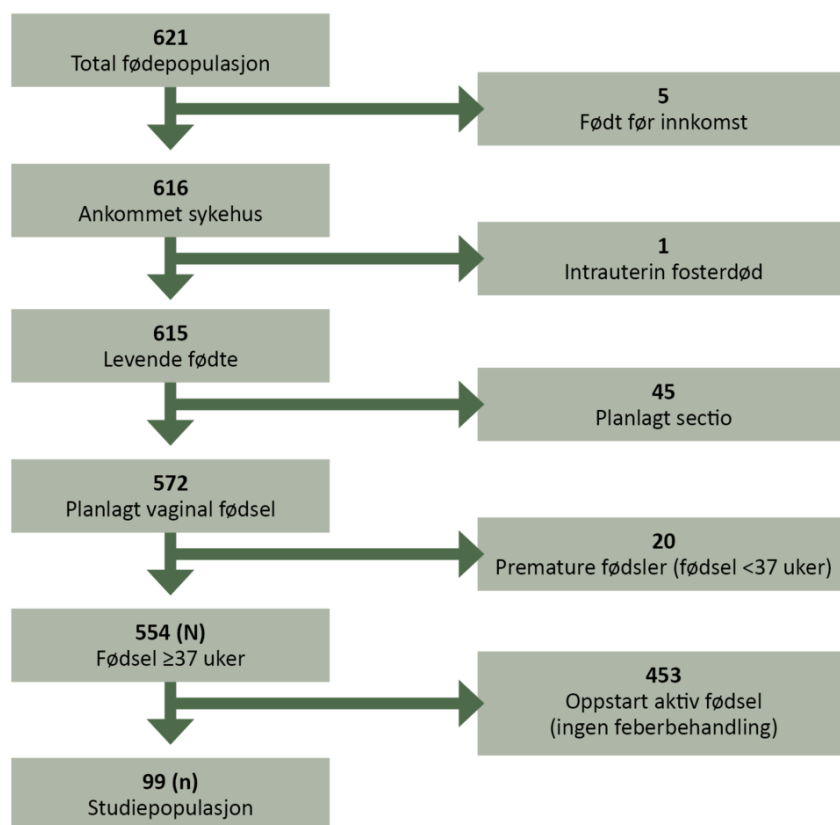 621
Total fødepopulasjon
5
Født før innkomst
616
Ankommet sykehus
1
Intrauterin fosterdød
615
Levende fødte
45
Planlagt sectio
572
Planlagt vaginal fødsel
20
Premature fødsler (fødsel <37 uker)
554 (N)
Fødsel ≥37 uker
453
Oppstart aktiv fødsel
(ingen feberbehandling)
99 (n)
Studiepopulasjon